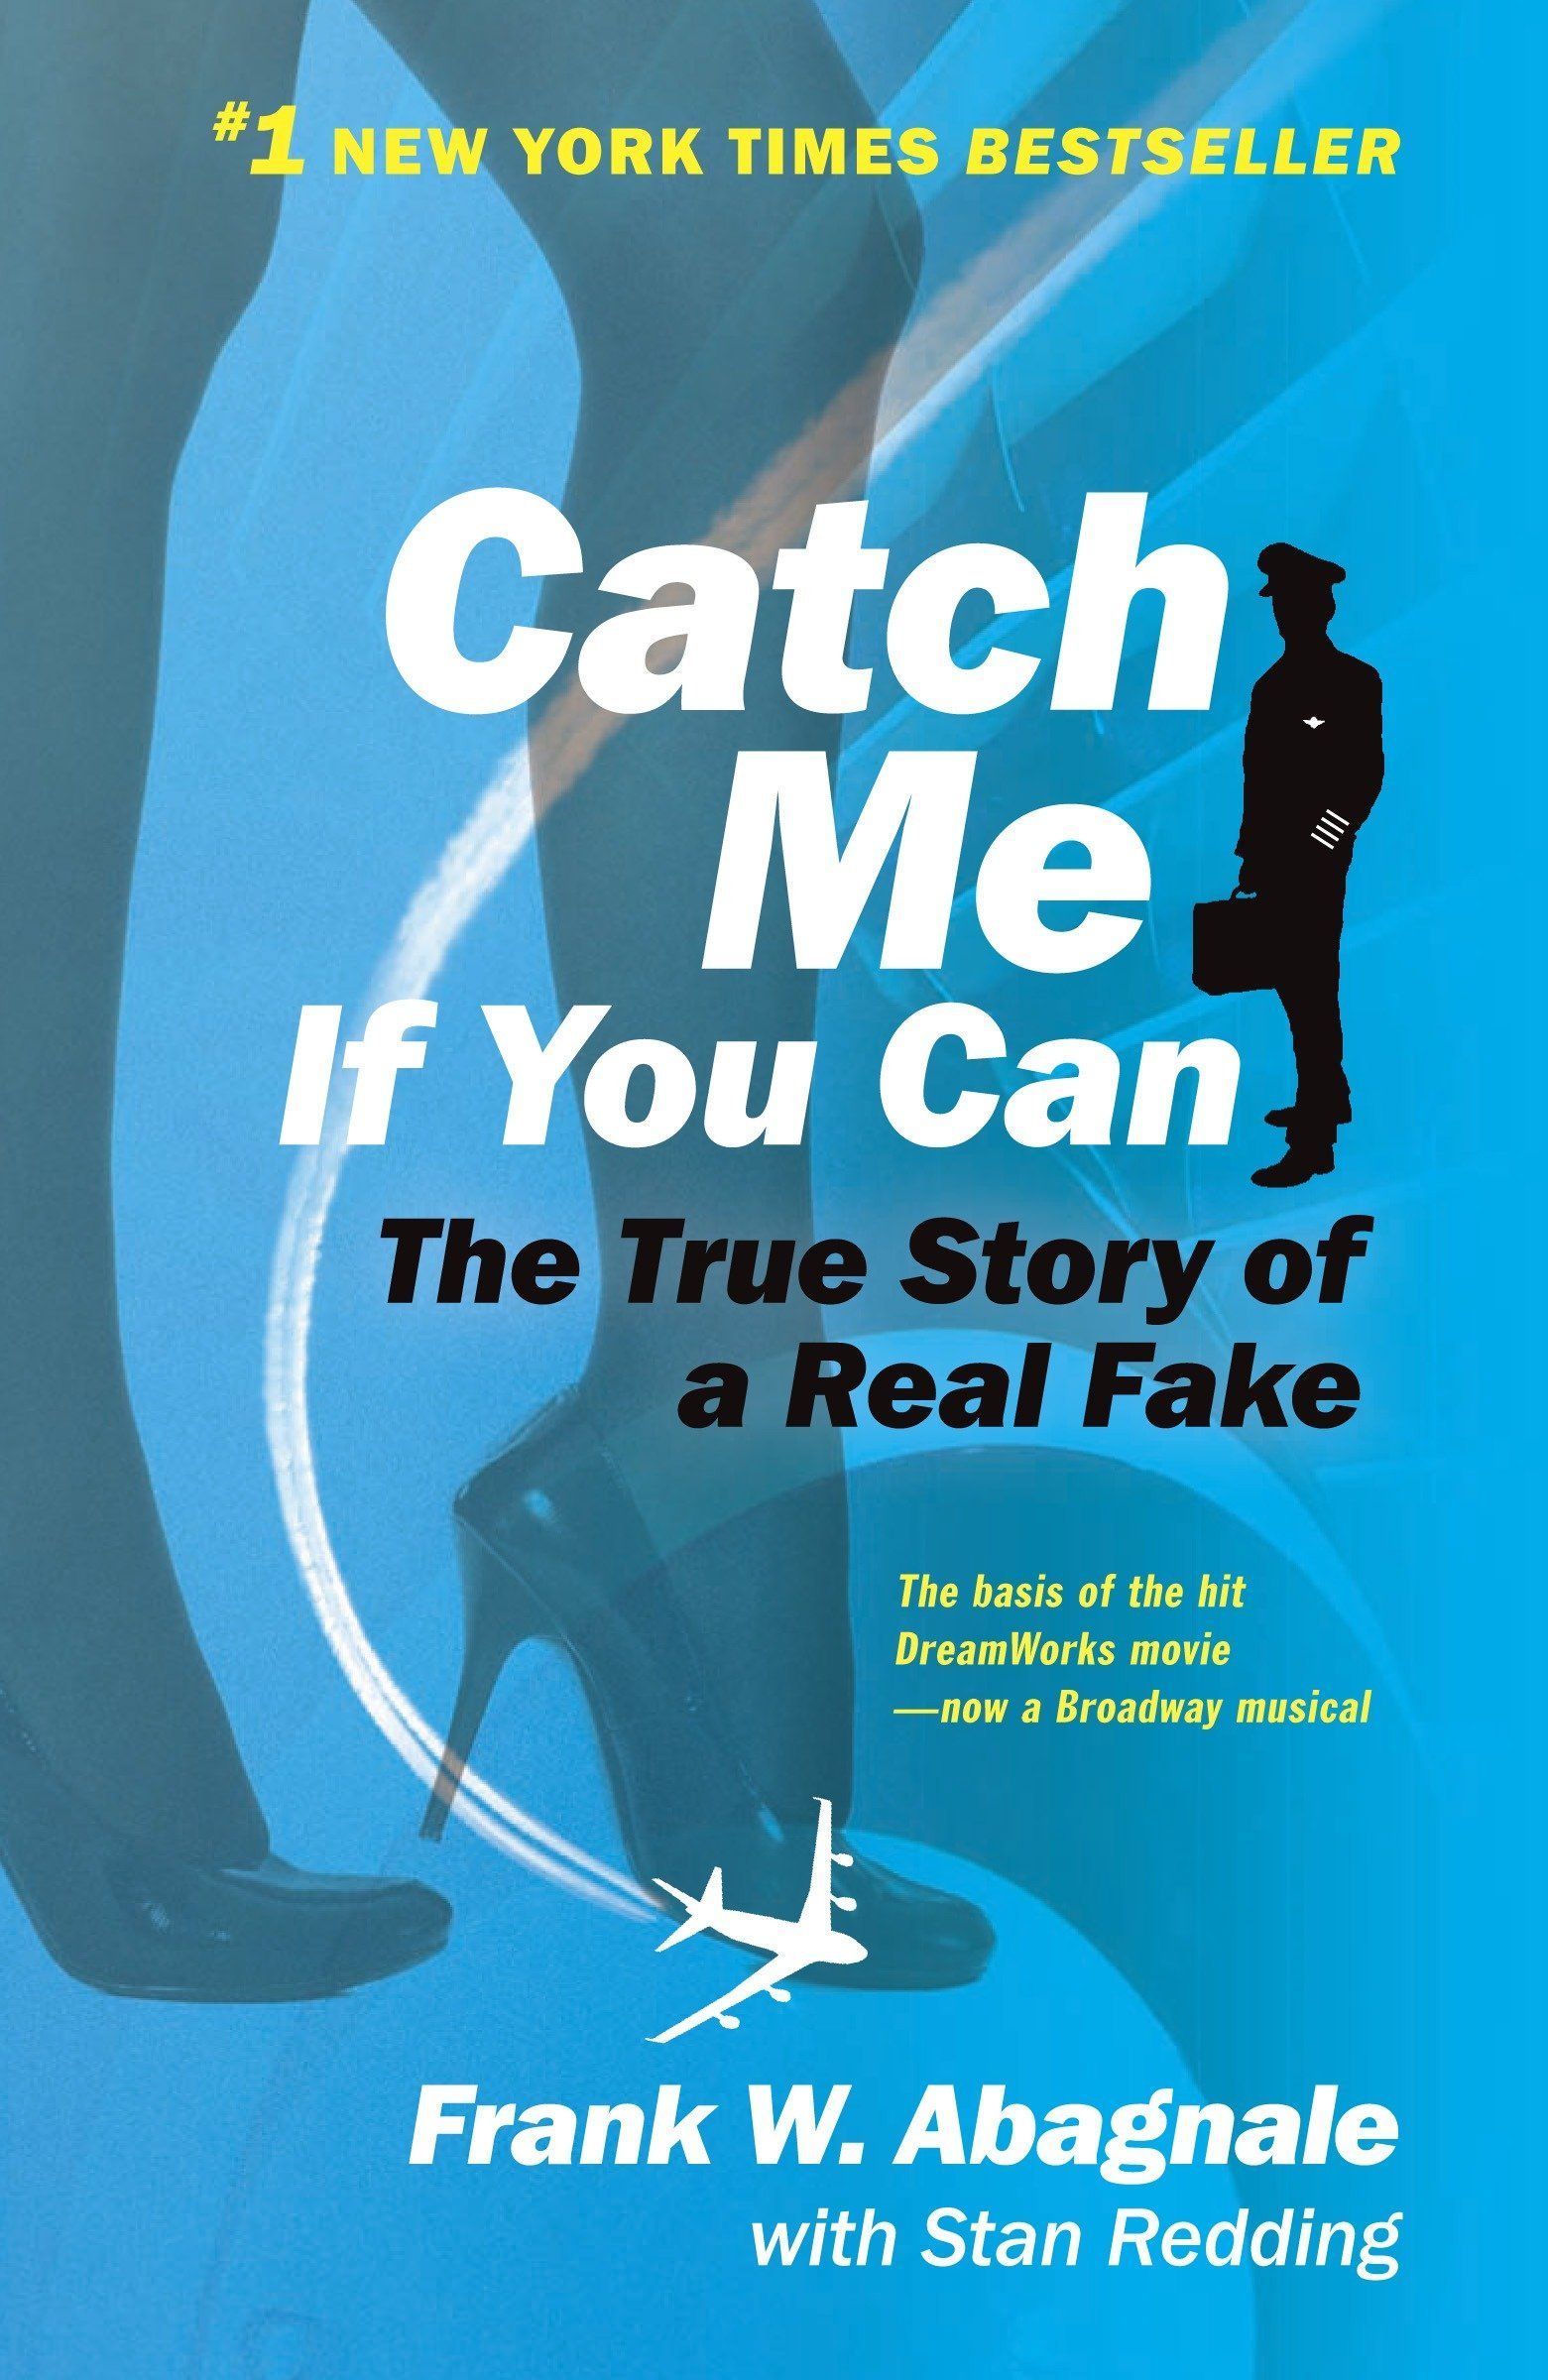 #1 NEW YORK TIMES BESTSELLER
Catch
Me
If You Can
The True Story of
a Real Fake
The basis of the hit
DreamWorks movie
—now a Broadway musical
Frank W. Abagnale
with Stan Redding